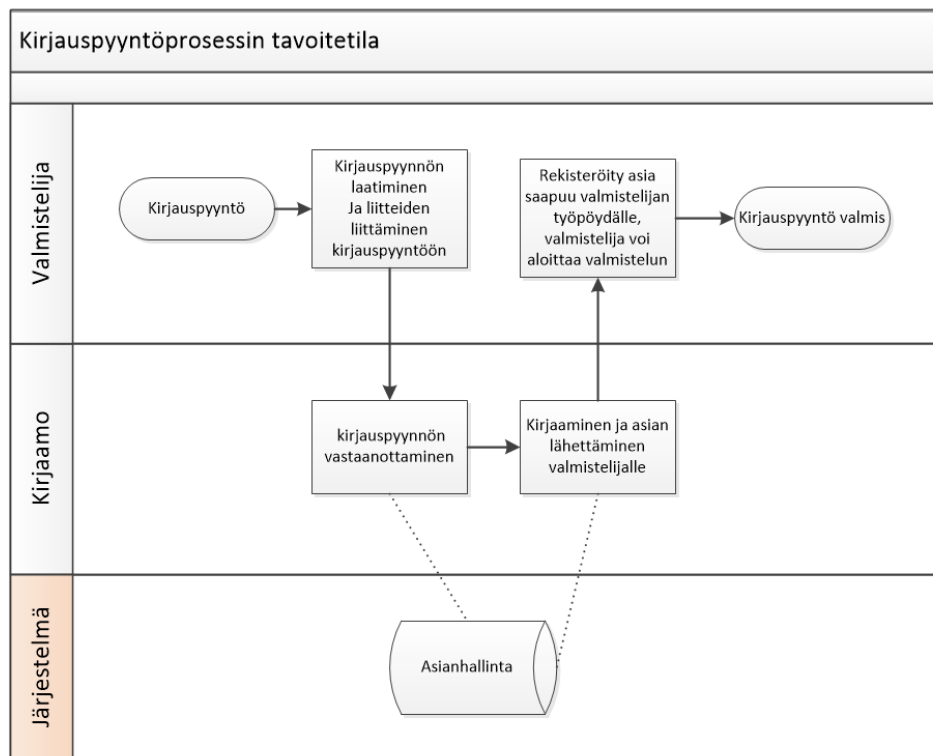 Kirjauspyyntöprosessin tavoitetila
Valmistelija
Kirjauspyyntö
Kirjauspyynnön
laatiminen
Ja liitteiden
liittäminen
kirjauspyyntöön
Rekisteröity asia
saapuu valmistelijan
työpöydälle,
valmistelija voi
aloittaa valmistelun
Kirjauspyyntö valmis
Kirjaamo
kirjauspyynnön
vastaanottaminen
Kirjaaminen ja asian
lähettäminen
valmistelijalle
Järjestelmä
Asianhallinta